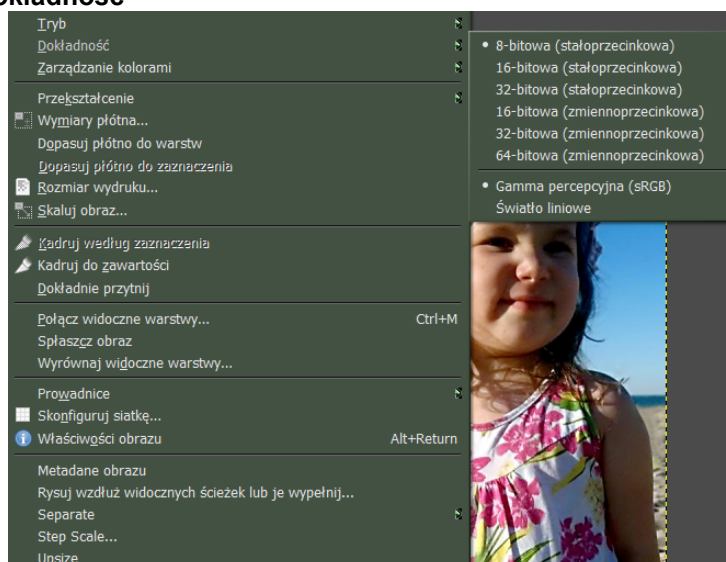 okładność
Tryb
Dokładność
Zarządzanie kolorami
Przekształcenie
Wymiary płótna...
Dopasuj płótno do warstw
Dopasuj płótno do zaznaczenia
Rozmiar wydruku...
Skaluj obraz...
Kadruj według zaznaczenia
Kadruj do zawartości
Dokładnie przytnij
Połącz widoczne warstwy... Ctrl+M
Spłaszcz obraz
Wyrównaj widoczne warstwy...
Prowadnice
Skonfiguruj siatkę...
Właściwości obrazu Alt+Return
Metadane obrazu
Rysuj wzdłuż widocznych ścieżek lub je wypełnij...
Separate
Step Scale...
Unsize
8-bitowa (stałoprzecinkowa)
16-bitowa (stałoprzecinkowa)
32-bitowa (stałoprzecinkowa)
16-bitowa (zmiennoprzecinkowa)
32-bitowa (zmiennoprzecinkowa)
64-bitowa (zmiennoprzecinkowa)
Gamma percepcyjna (sRGB)
Światło liniowe